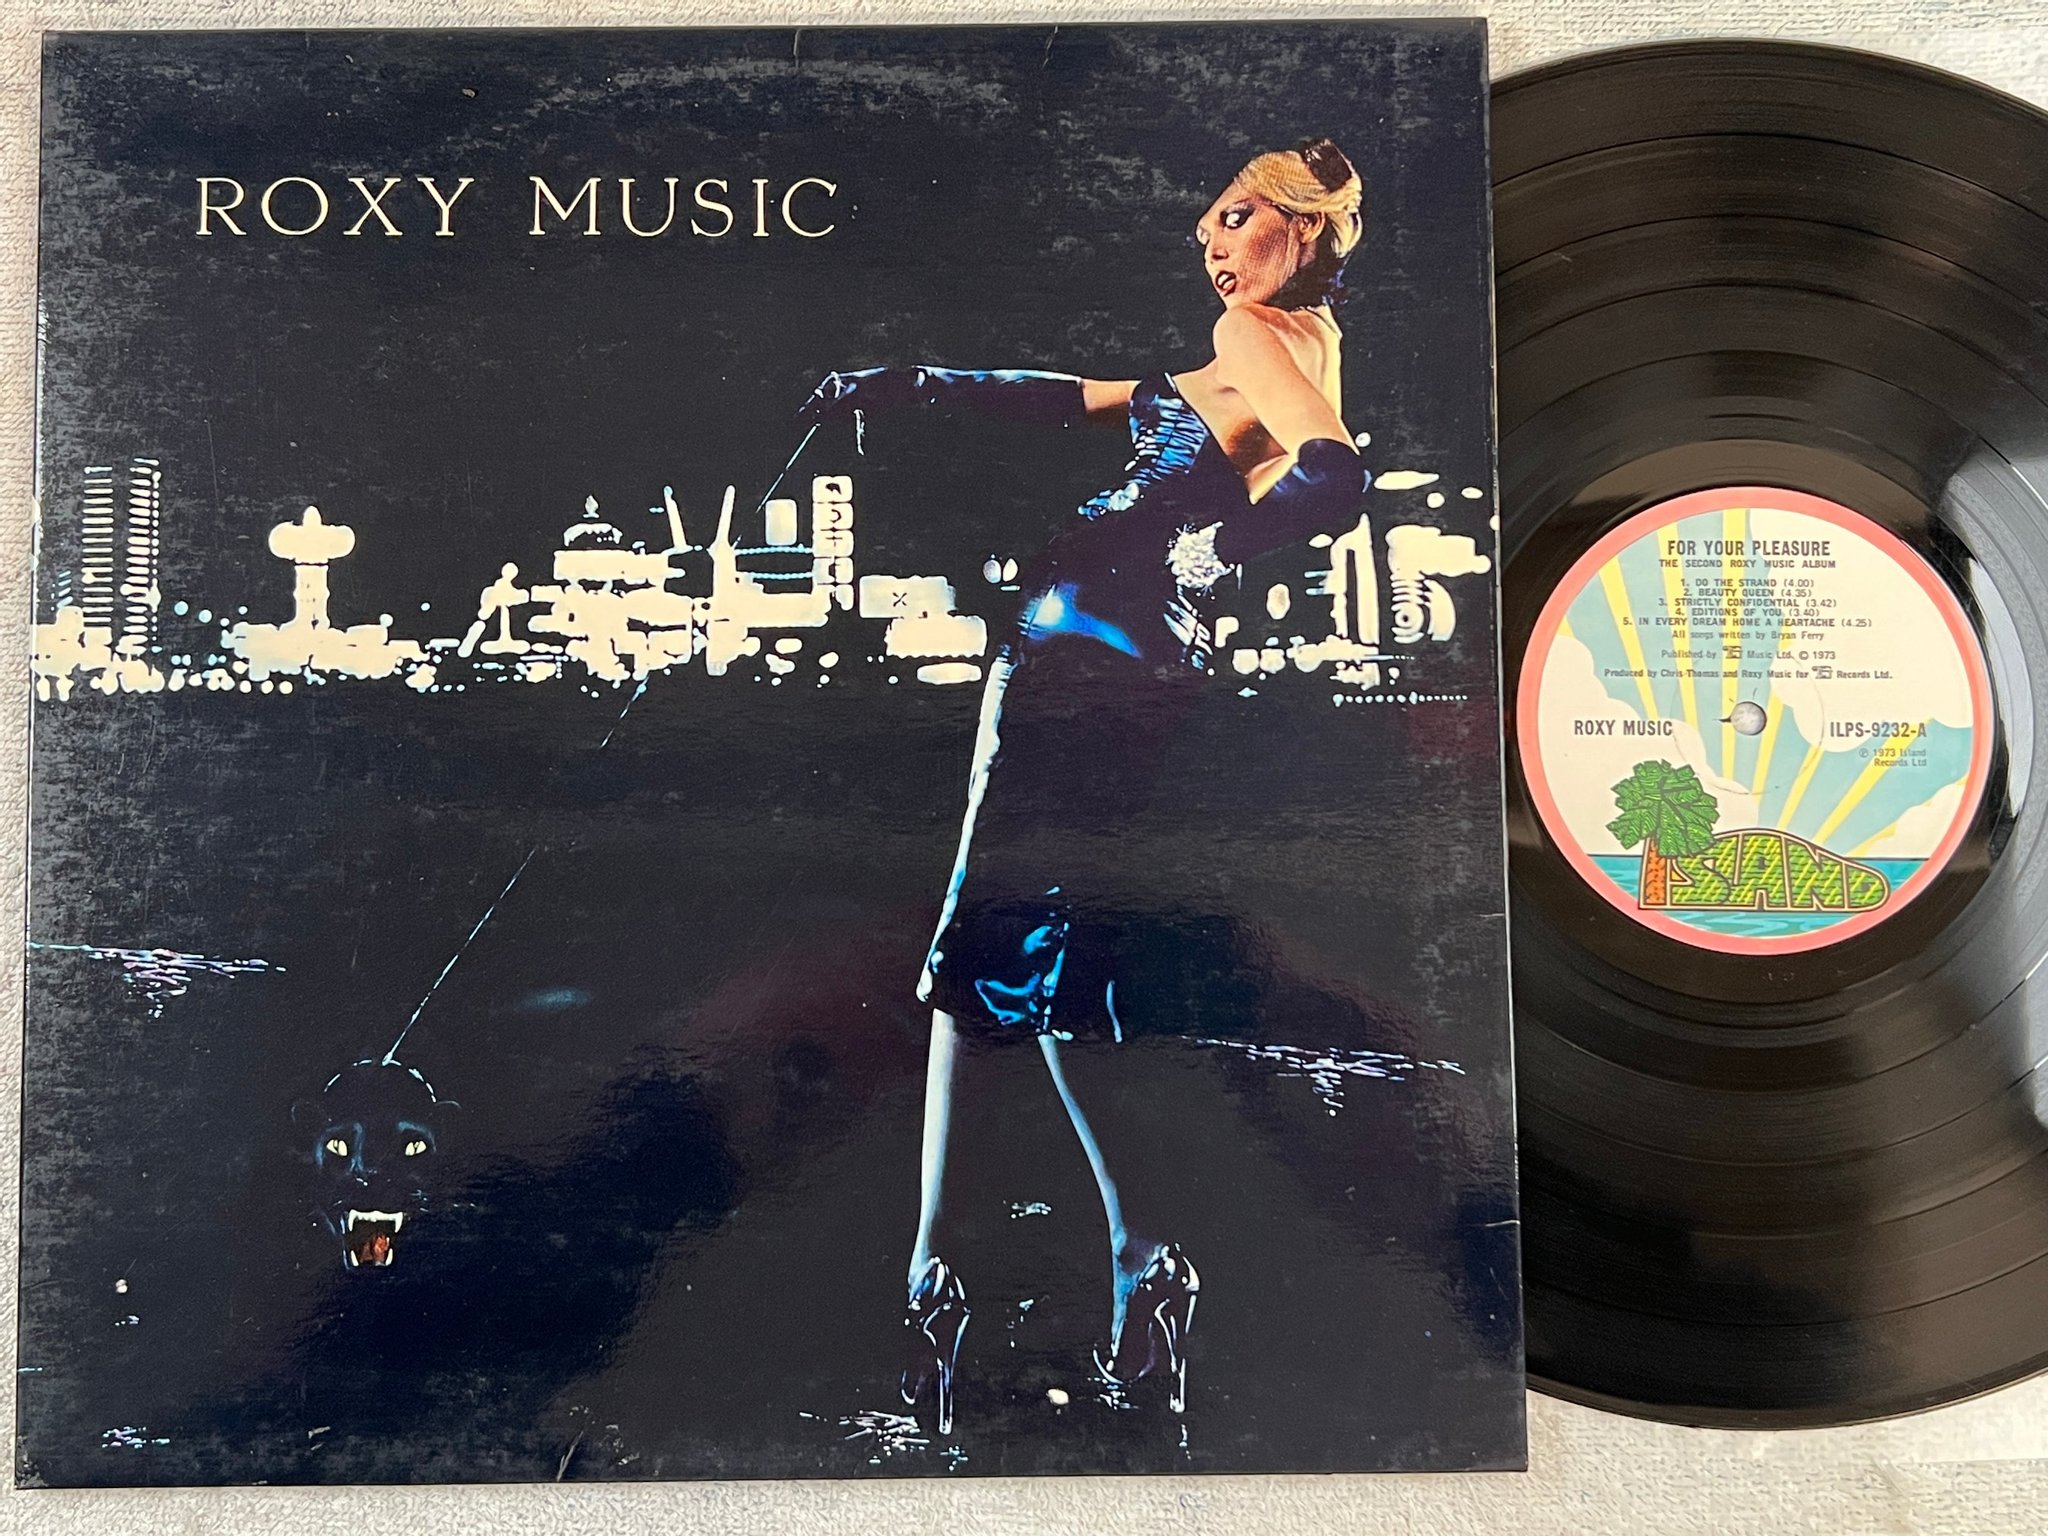 ROXY MUSIC
FOR YOUR PLEASURE
THE SECOND ROXY MUSIC ALBUM
1. DO THE STRAND (4.00)
2. BEAUTY QUEEN (4.35)
3. STRICTLY CONFIDENTIAL (3.42)
4. EDITIONS OF YOU (3.40)
5. IN EVERY DREAM HOME A HEARTACHE (4.25)
All songs written by Bryan Ferry
Published by Music Ltd. © 1973
Produced by Chris Thomas and Roxy Music for Records Ltd.
ROXY MUSIC
ILPS-9232-A
℗ 1973 Island
Records Ltd
ISLAND